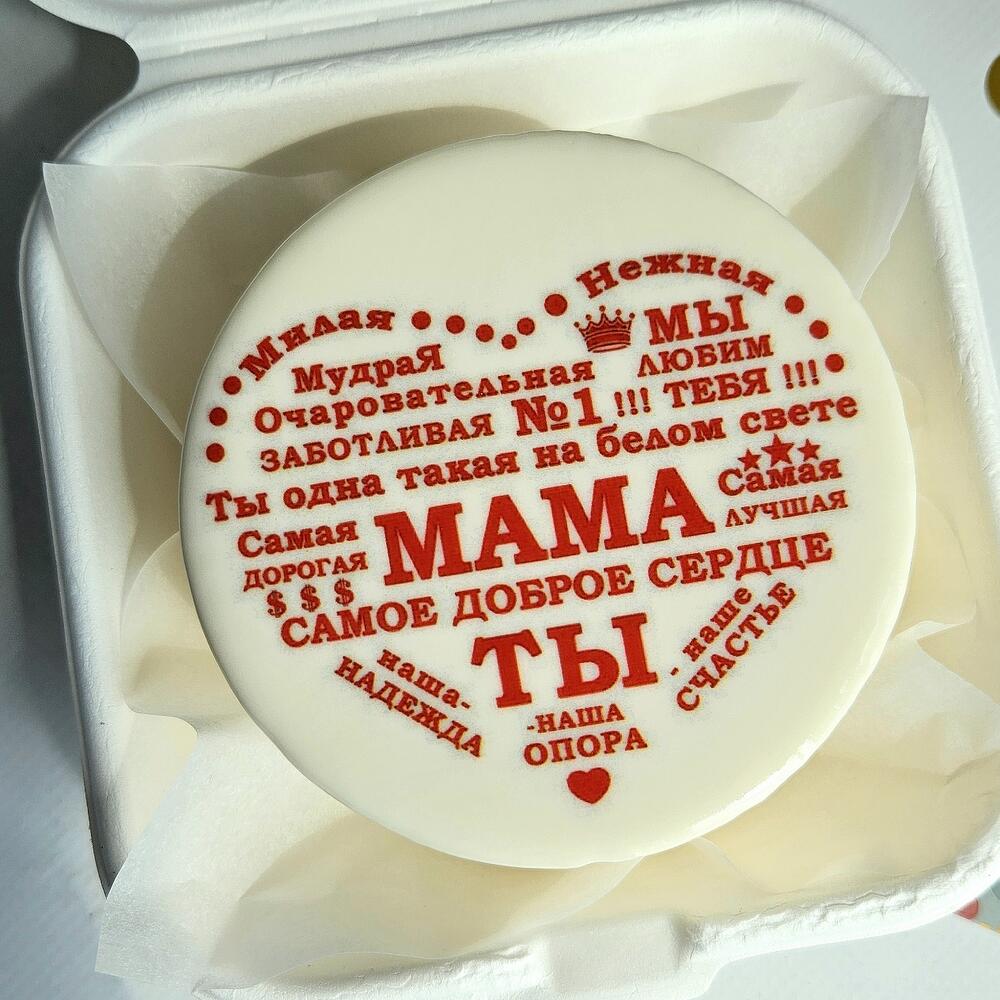 Милая
Нежная
МудраЯ
МЫ
ЛЮБИМ
Очаровательная
ЗАБОТЛИВАЯ №1 !!! ТЕБЯ !!!
Ты одна такая на белом свете
Самая
ДОРОГАЯ
$ $ $
МАМА
Самая
ЛУЧШАЯ
САМОЕ ДОБРОЕ СЕРДЦЕ
ТЫ
наша-
НАДЕЖДА
-НАША
ОПОРА
- наше
СЧАСТЬЕ